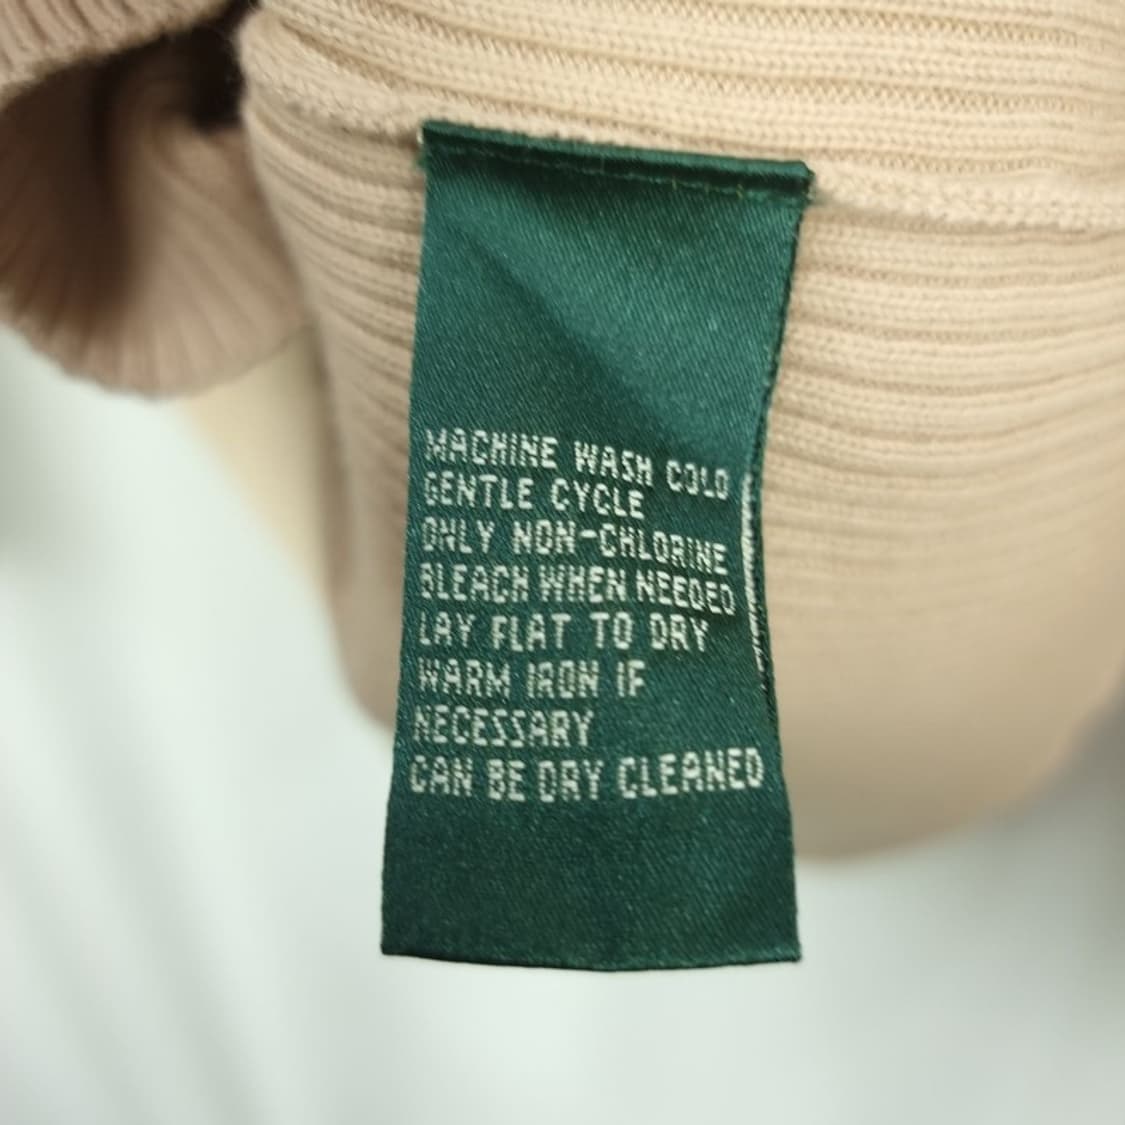 MACHINE WASH COLD
GENTLE CYCLE
ONLY NON-CHLORINE
BLEACH WHEN NEEDED
LAY FLAT TO DRY
WARM IRON IF
NECESSARY
CAN BE DRY CLEANED